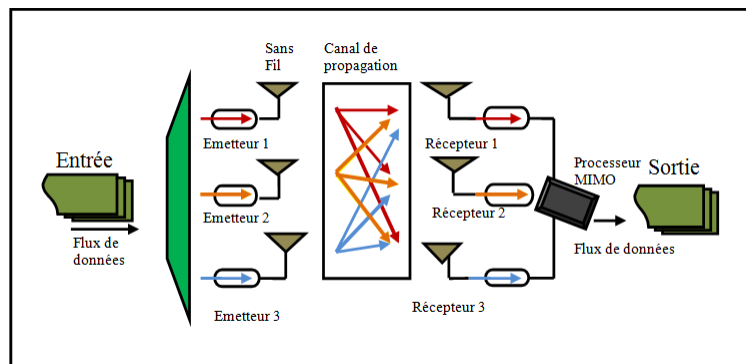 Sans
Fil
Canal de
propagation
Emetteur 1
Récepteur 1
Entrée
Processeur
MIMO
Sortie
Emetteur 2
Récepteur 2
Flux de
données
Flux de données
Emetteur 3
Récepteur 3